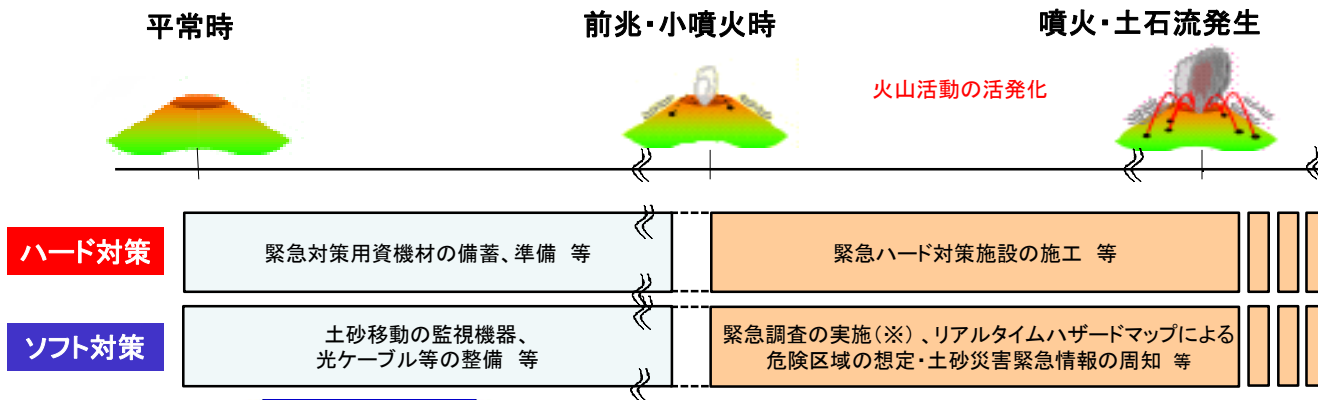 平常時
前兆・小噴火時
噴火・土石流発生
火山活動の活発化
ハード対策
緊急対策用資機材の備蓄、準備 等
緊急ハード対策施設の施工 等
ソフト対策
土砂移動の監視機器、
光ケーブル等の整備 等
緊急調査の実施(※)、リアルタイムハザードマップによる
危険区域の想定・土砂災害緊急情報の周知 等